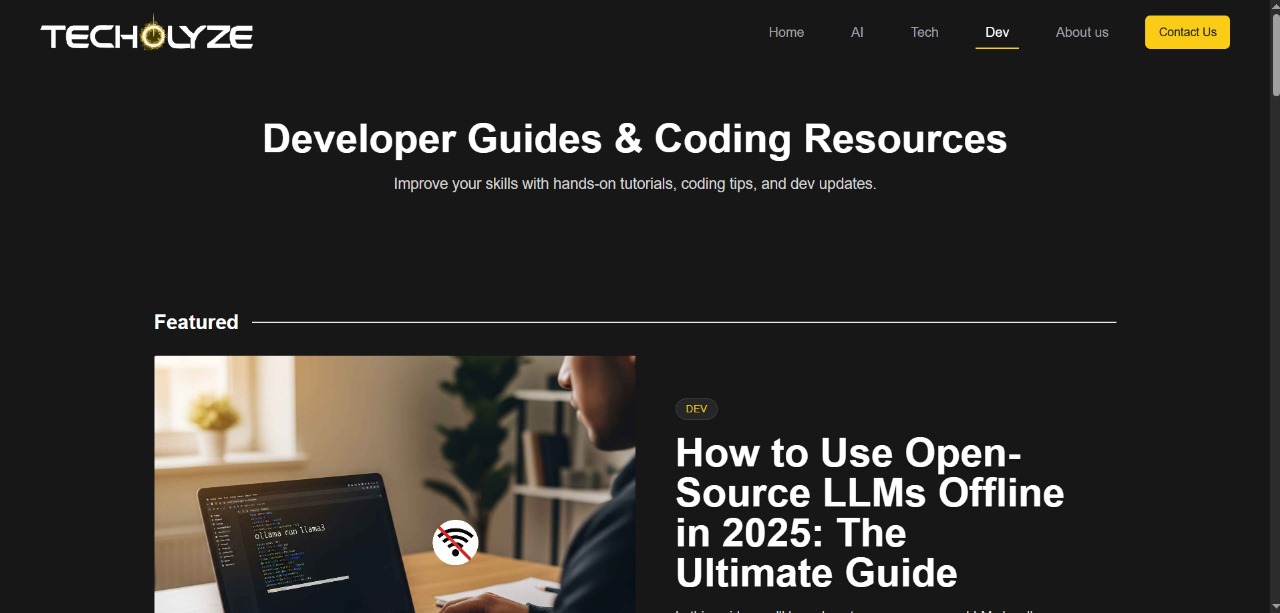 TECHOLYZE
Home
AI
Tech
Dev
About us
Contact Us
Developer Guides & Coding Resources
Improve your skills with hands-on tutorials, coding tips, and dev updates.
Featured
ollama run llama3
DEV
How to Use Open-
Source LLMs Offline
in 2025: The
Ultimate Guide